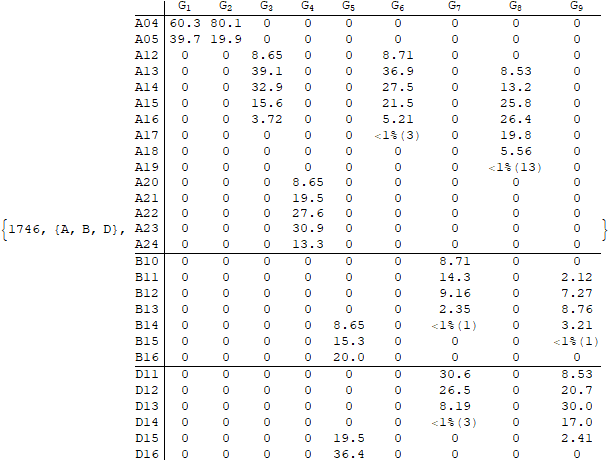 G1 G2 G3 G4 G5 G6 G7 G8 G9
A04 60.3 80.1 0 0 0 0 0 0 0
A05 39.7 19.9 0 0 0 0 0 0 0
A12 0 0 8.65 0 0 8.71 0 0 0
A13 0 0 39.1 0 0 36.9 0 8.53 0
A14 0 0 32.9 0 0 27.5 0 13.2 0
A15 0 0 15.6 0 0 21.5 0 25.8 0
A16 0 0 3.72 0 0 5.21 0 26.4 0
A17 0 0 0 0 0 <1%(3) 0 19.8 0
A18 0 0 0 0 0 0 0 5.56 0
A19 0 0 0 0 0 0 0 <1%(13) 0
A20 0 0 0 8.65 0 0 0 0 0
A21 0 0 0 19.5 0 0 0 0 0
A22 0 0 0 27.6 0 0 0 0 0
{1746, {A, B, D}, A23 0 0 0 30.9 0 0 0 0 0 }
A24 0 0 0 13.3 0 0 0 0 0
B10 0 0 0 0 0 0 8.71 0 0
B11 0 0 0 0 0 0 14.3 0 2.12
B12 0 0 0 0 0 0 9.16 0 7.27
B13 0 0 0 0 0 0 2.35 0 8.76
B14 0 0 0 0 8.65 0 <1%(1) 0 3.21
B15 0 0 0 0 15.3 0 0 0 <1%(1)
B16 0 0 0 0 20.0 0 0 0 0
D11 0 0 0 0 0 0 30.6 0 8.53
D12 0 0 0 0 0 0 26.5 0 20.7
D13 0 0 0 0 0 0 8.19 0 30.0
D14 0 0 0 0 0 0 <1%(3) 0 17.0
D15 0 0 0 0 19.5 0 0 0 2.41
D16 0 0 0 0 36.4 0 0 0 0